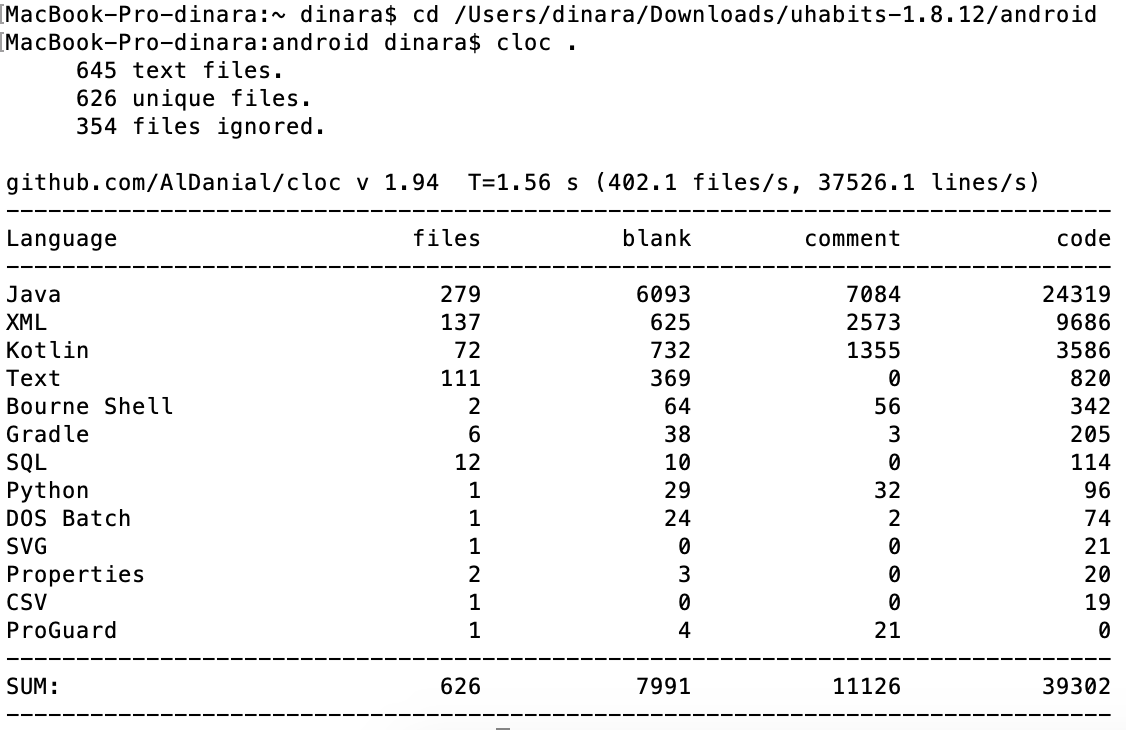 [MacBook-Pro-dinara:~ dinara$ cd /Users/dinara/Downloads/uhabits-1.8.12/android
[MacBook-Pro-dinara:android dinara$ cloc .
     645 text files.
     626 unique files.
     354 files ignored.
github.com/AlDanial/cloc v 1.94  T=1.56 s (402.1 files/s, 37526.1 lines/s)
-------------------------------------------------------------------------------
Language                     files          blank        comment           code
-------------------------------------------------------------------------------
Java                           279           6093           7084          24319
XML                            137            625           2573           9686
Kotlin                          72            732           1355           3586
Text                           111            369              0            820
Bourne Shell                     2             64             56            342
Gradle                           6             38              3            205
SQL                             12             10              0            114
Python                           1             29             32             96
DOS Batch                        1             24              2             74
SVG                              1              0              0             21
Properties                       2              3              0             20
CSV                              1              0              0             19
ProGuard                         1              4             21              0
-------------------------------------------------------------------------------
SUM:                           626           7991          11126          39302
-------------------------------------------------------------------------------